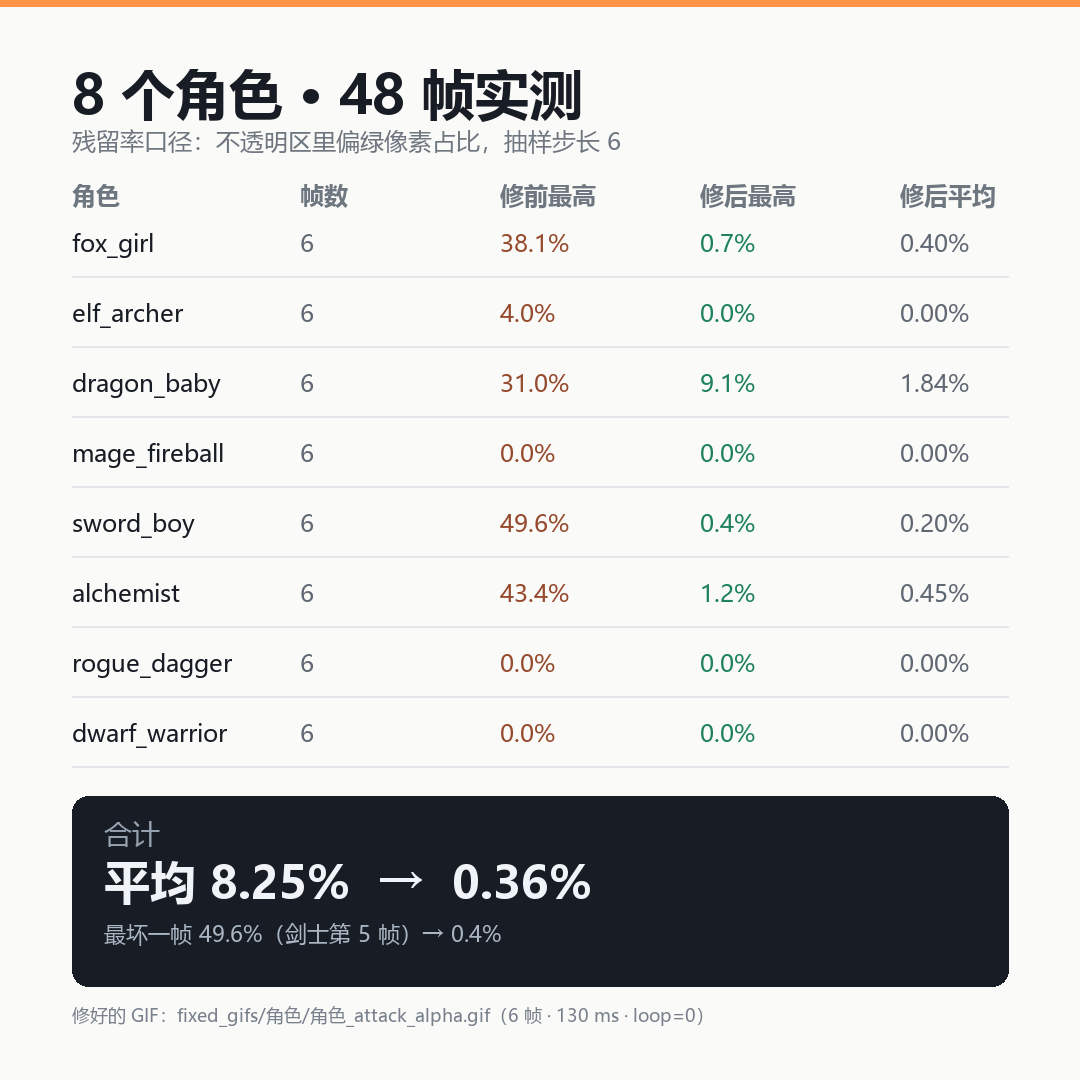 8 个角色 • 48 帧实测
残留率口径：不透明区里偏绿像素占比，抽样步长 6
角色 帧数 修前最高 修后最高 修后平均
fox_girl 6 38.1% 0.7% 0.40%
elf_archer 6 4.0% 0.0% 0.00%
dragon_baby 6 31.0% 9.1% 1.84%
mage_fireball 6 0.0% 0.0% 0.00%
sword_boy 6 49.6% 0.4% 0.20%
alchemist 6 43.4% 1.2% 0.45%
rogue_dagger 6 0.0% 0.0% 0.00%
dwarf_warrior 6 0.0% 0.0% 0.00%
合计
平均 8.25% → 0.36%
最坏一帧 49.6%（剑士第 5 帧）→ 0.4%
修好的 GIF：fixed_gifs/角色/角色_attack_alpha.gif（6 帧 · 130 ms · loop=0）